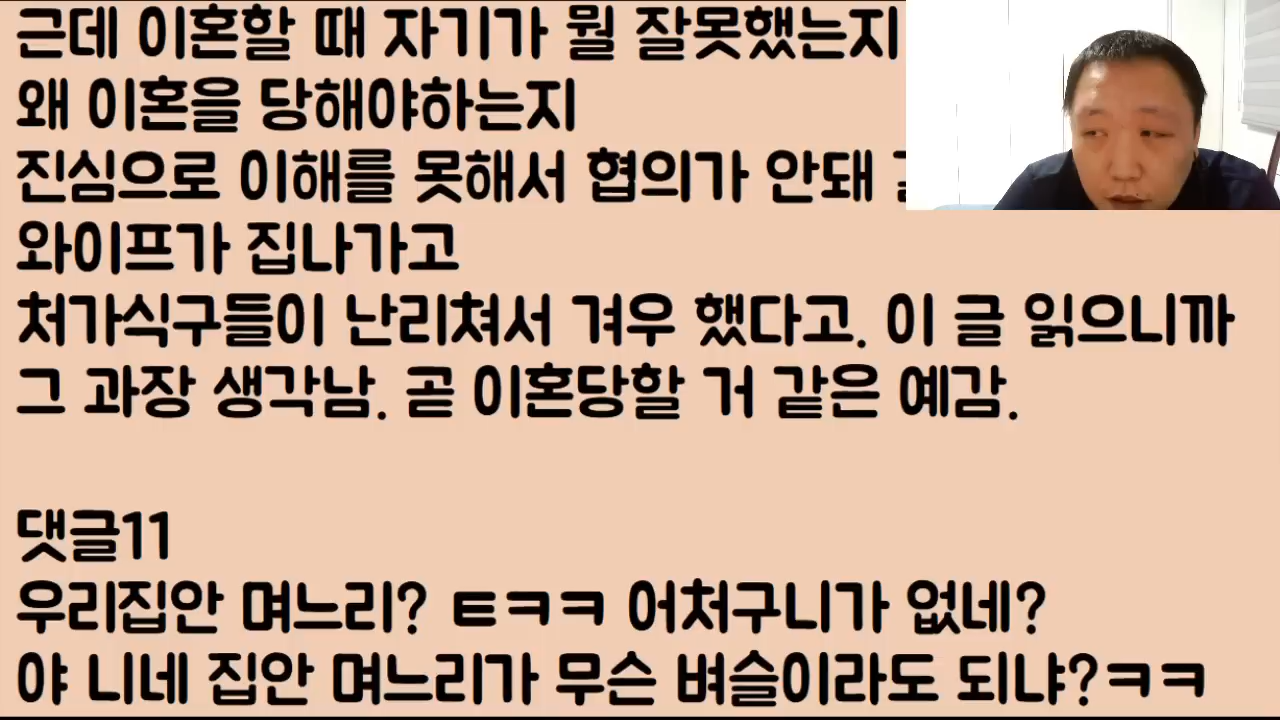 근데 이혼할 때 자기가 뭘 잘못했는지
왜 이혼을 당해야하는지
진심으로 이해를 못해서 협의가 안돼
와이프가 집나가고
처가식구들이 난리쳐서 겨우 했다고. 이 글 읽으니까
그 과장 생각남. 곧 이혼당할 거 같은 예감.
댓글11
우리집안 며느리? ㅌㅋㅋ 어처구니가 없네?
야 니네 집안 며느리가 무슨 벼슬이라도 되냐?ㅋㅋ